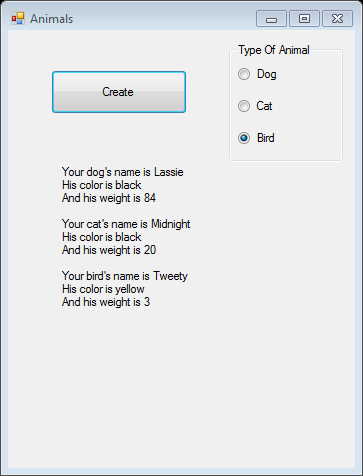 Animals
Type Of Animal
Dog
Create
Cat
Bird
Your dog's name is Lassie
His color is black
And his weight is 84
Your cat's name is Midnight
His color is black
And his weight is 20
Your bird's name is Tweety
His color is yellow
And his weight is 3